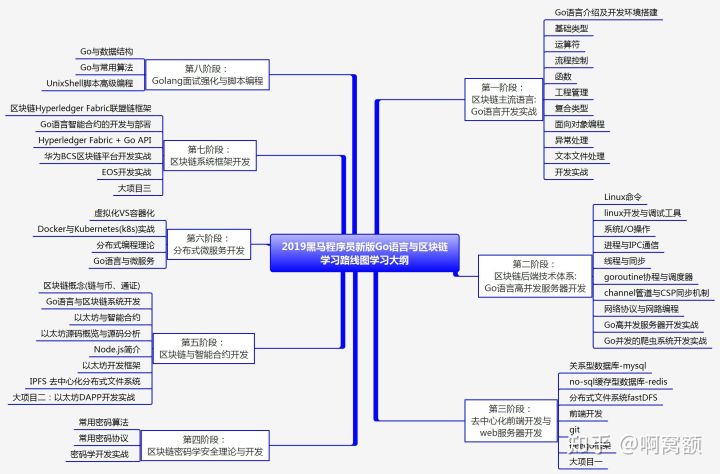 2019黑马程序员新版Go语言与区块链
学习路线图学习大纲
第一阶段：
区块链主流语言:
Go语言开发实战
Go语言介绍及开发环境搭建
基础类型
运算符
流程控制
函数
工程管理
复合类型
面向对象编程
异常处理
文本文件处理
开发实战
第二阶段：
区块链后端技术体系:
Go语言高并发服务器开发
Linux命令
linux开发与调试工具
系统I/O操作
进程与IPC通信
线程与同步
goroutine协程与调度器
channel管道与CSP同步机制
网络协议与网路编程
Go高并发服务器开发实战
Go并发的爬虫系统开发实战
第三阶段：
去中心化前端开发与
web服务器开发
关系型数据库-mysql
no-sql缓存型数据库-redis
分布式文件系统fastDFS
前端开发
git
大项目一
第四阶段：
区块链密码学安全理论与开发
常用密码算法
常用密码协议
密码学开发实战
第五阶段：
区块链与智能合约开发
区块链概念(链与币、通证)
Go语言与区块链系统开发
以太坊与智能合约
以太坊源码概览与源码分析
Node.js简介
以太坊开发框架
IPFS 去中心化分布式文件系统
大项目二：以太坊DAPP开发实战
第六阶段：
分布式微服务开发
虚拟化VS容器化
Docker与Kubernetes(k8s)实战
分布式编程理论
Go语言与微服务
第七阶段：
区块链系统框架开发
区块链Hyperledger Fabric联盟链框架
Go语言智能合约的开发与部署
Hyperledger Fabric + Go API
华为BCS区块链平台开发实战
EOS开发实战
大项目三
第八阶段：
Golang面试强化与脚本编程
Go与数据结构
Go与常用算法
UnixShell脚本高级编程
知乎 @啊窝额